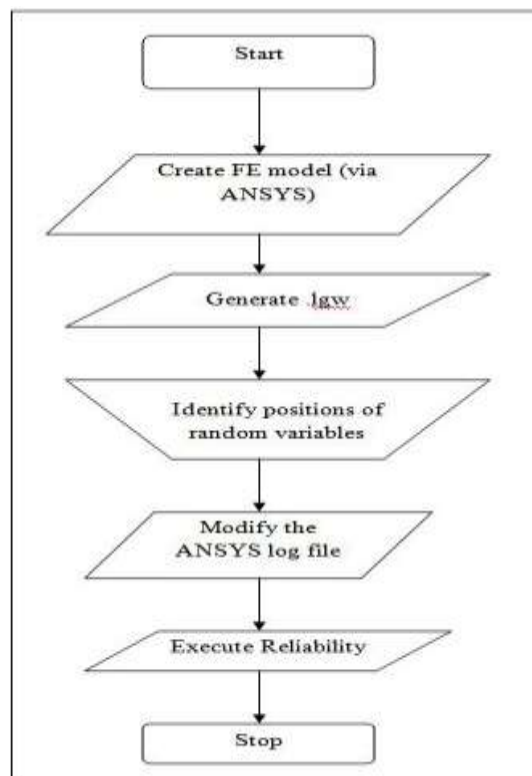 Start
Create FE model (via
ANSYS)
Generate .lgw
Identify positions of
random variables
Modify the
ANSYS log file
Execute Reliability
Stop